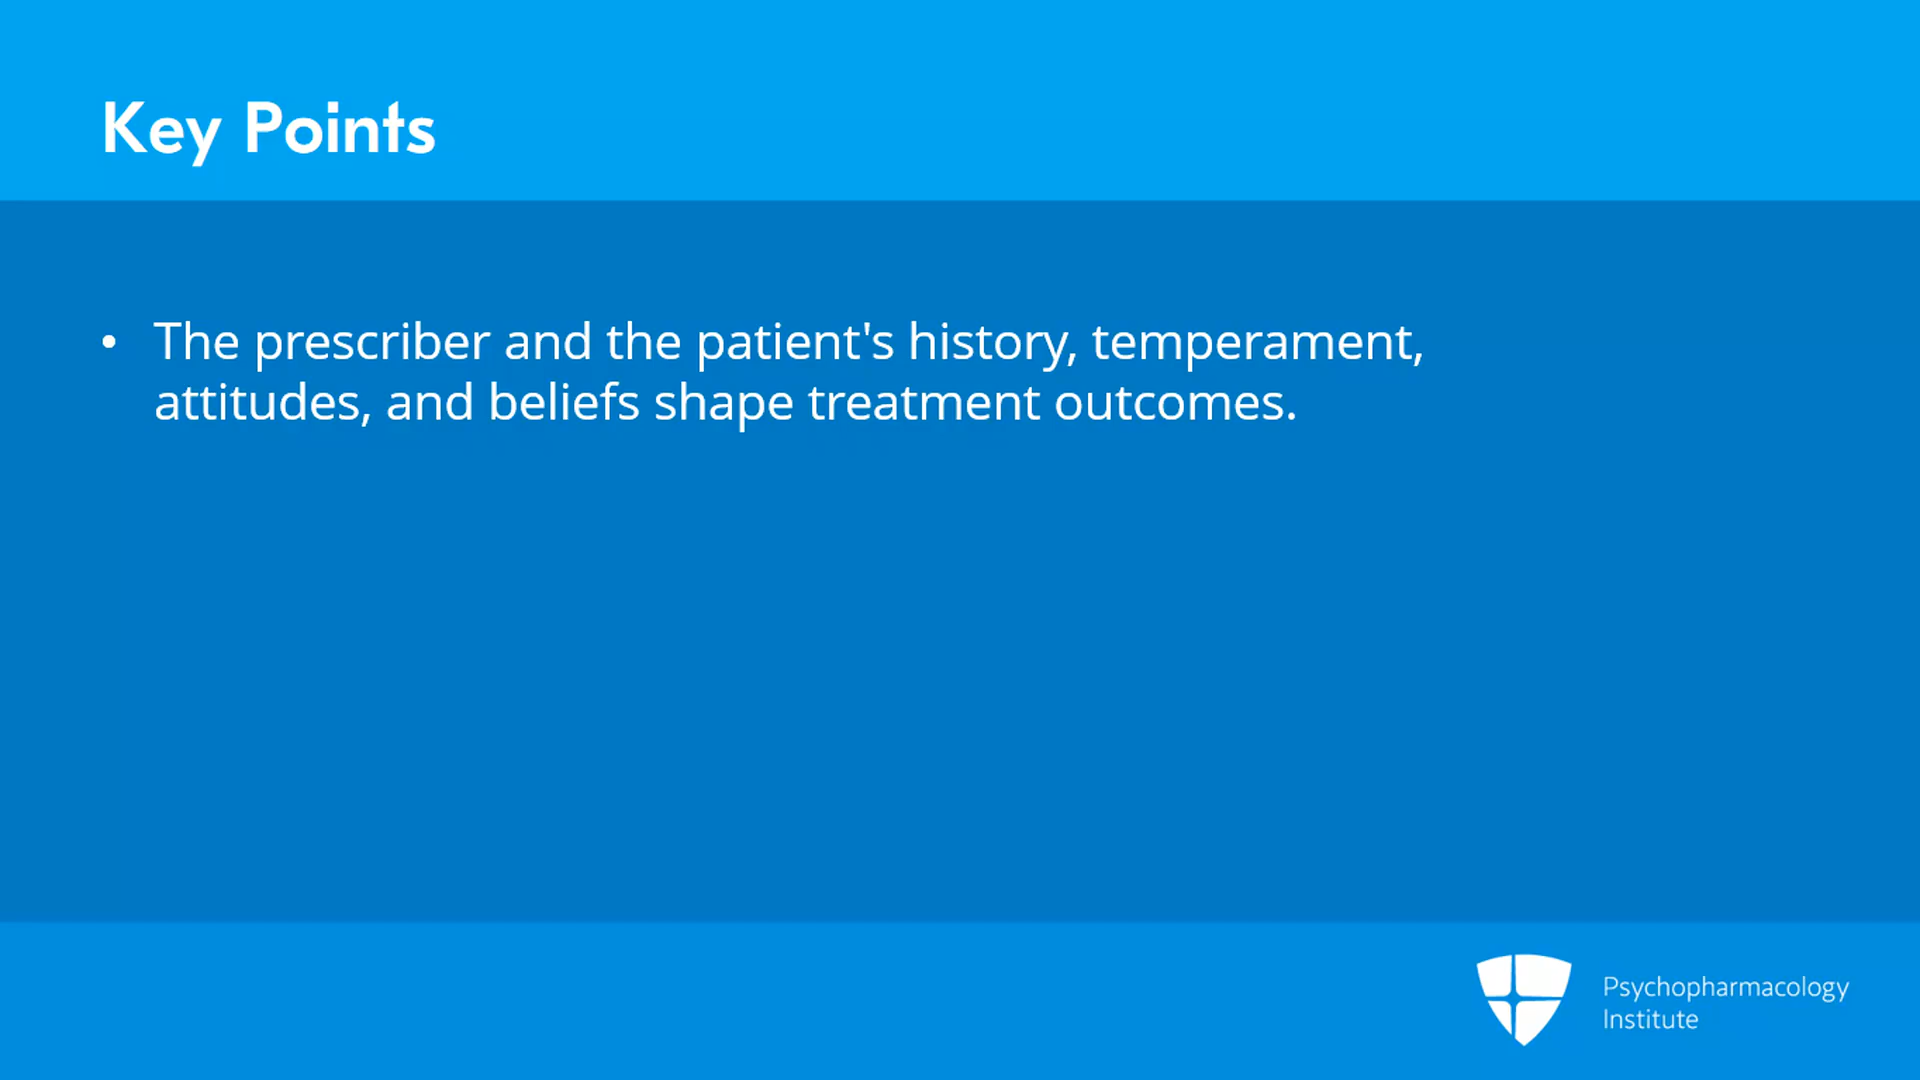 Key Points
• The prescriber and the patient's history, temperament,
attitudes, and beliefs shape treatment outcomes.
Psychopharmacology
Institute